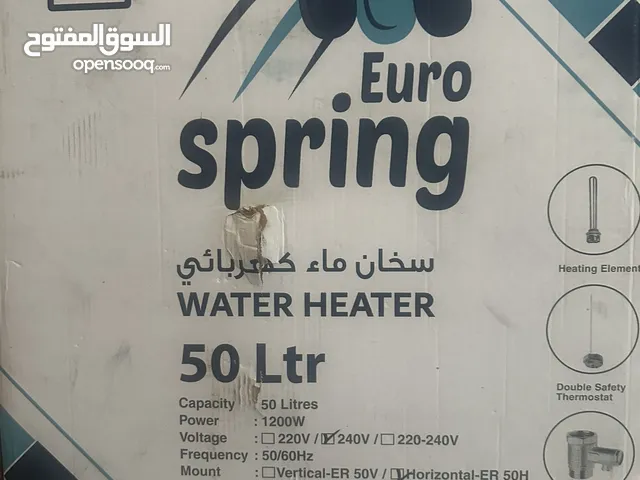 السوق المفتوح
opensooq.com
Euro
spring
سخان ماء كهربائي
WATER HEATER
50 Ltr
Capacity : 50 Litres
Power : 1200W
Voltage : ☐ 220V / ☑ 240V / ☐ 220-240V
Frequency : 50/60Hz
Mount : ☐ Vertical-ER 50V / ☑ Horizontal-ER 50H
Heating Element
Double Safety
Thermostat